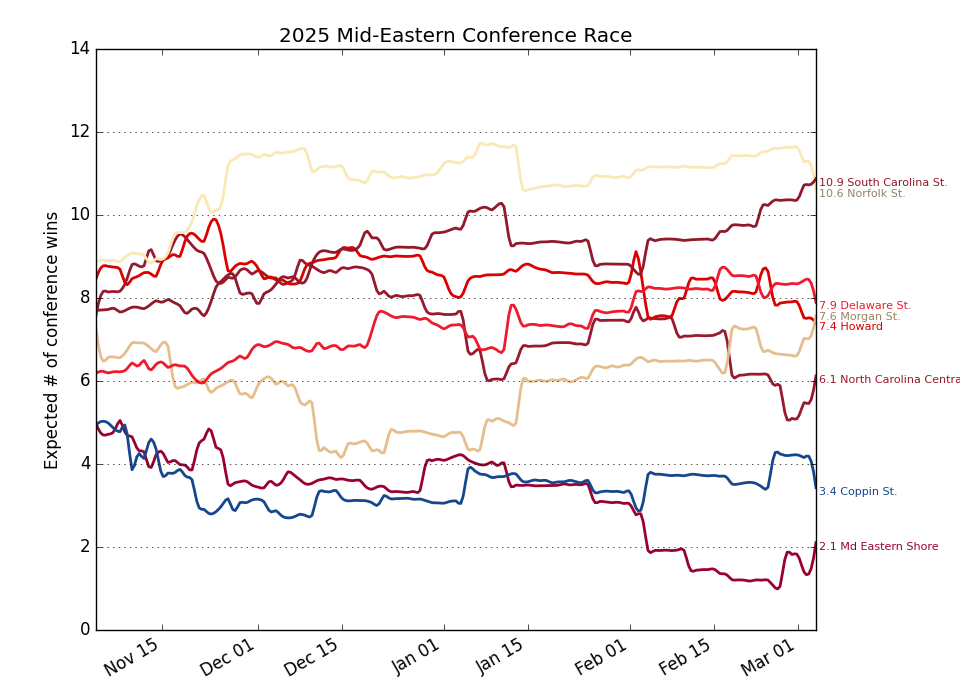 2025 Mid-Eastern Conference Race
Expected # of conference wins
14
12
10
8
6
4
2
0
10.9 South Carolina St.
10.6 Norfolk St.
7.9 Delaware St.
7.6 Morgan St.
7.4 Howard
6.1 North Carolina Centra
3.4 Coppin St.
2.1 Md Eastern Shore
Nov 15
Dec 01
Dec 15
Jan 01
Jan 15
Feb 01
Feb 15
Mar 01